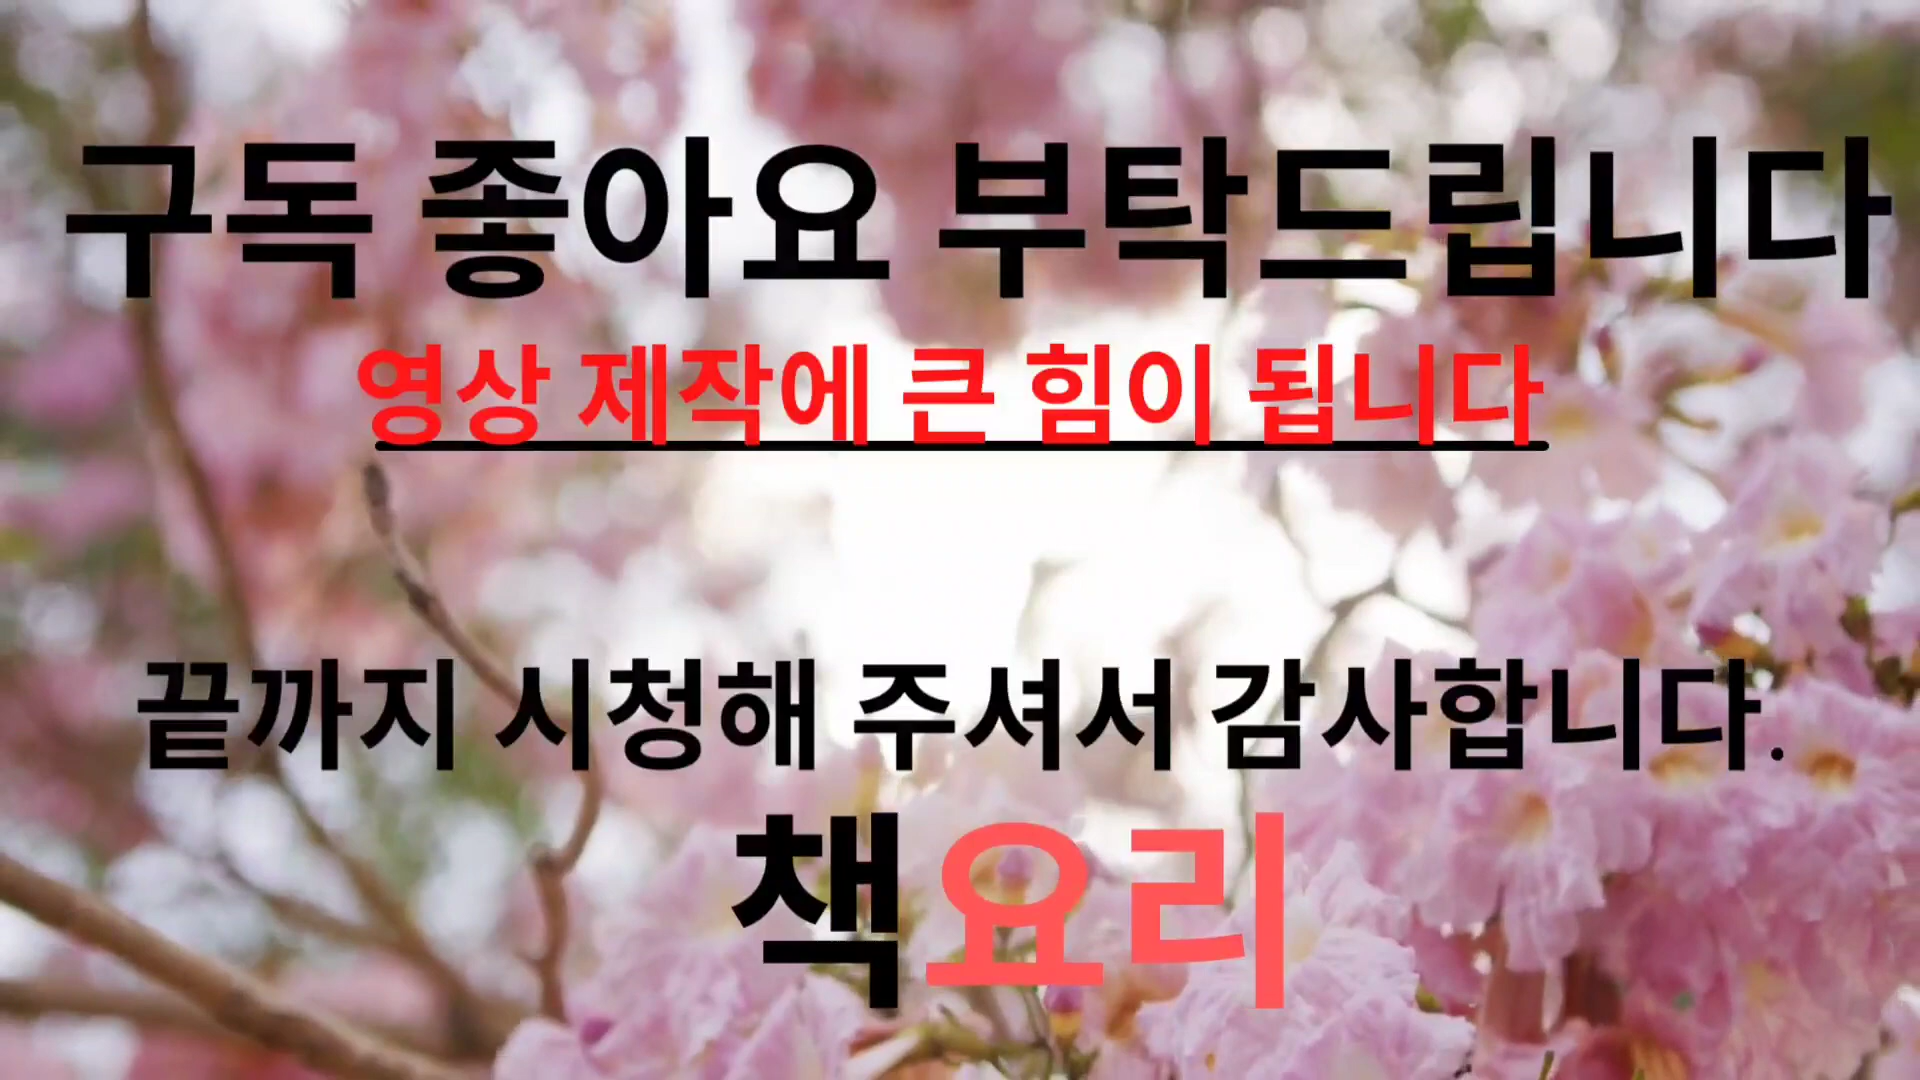 구독 좋아요 부탁드립니다
영상 제작에 큰 힘이 됩니다
끝까지 시청해 주셔서 감사합니다.
책요리